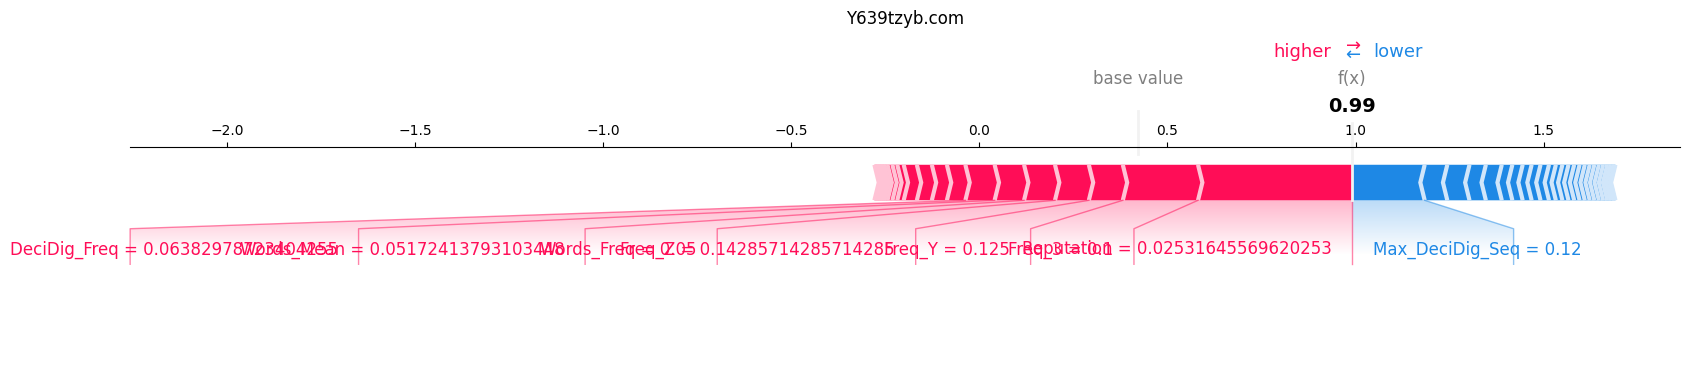 Y639tzyb.com
higher ⇄ lower
base value f(x)
0.99
−2.0 −1.5 −1.0 −0.5 0.0 0.5 1.0 1.5
DeciDig_Freq = 0.06382978723404255 Words_Mean = 0.05172413793103448 Words_Freq = 0.05 Freq_Z = 0.14285714285714285 Freq_Y = 0.125 Freq_3 = 0.1 Reputation = 0.02531645569620253 Max_DeciDig_Seq = 0.12